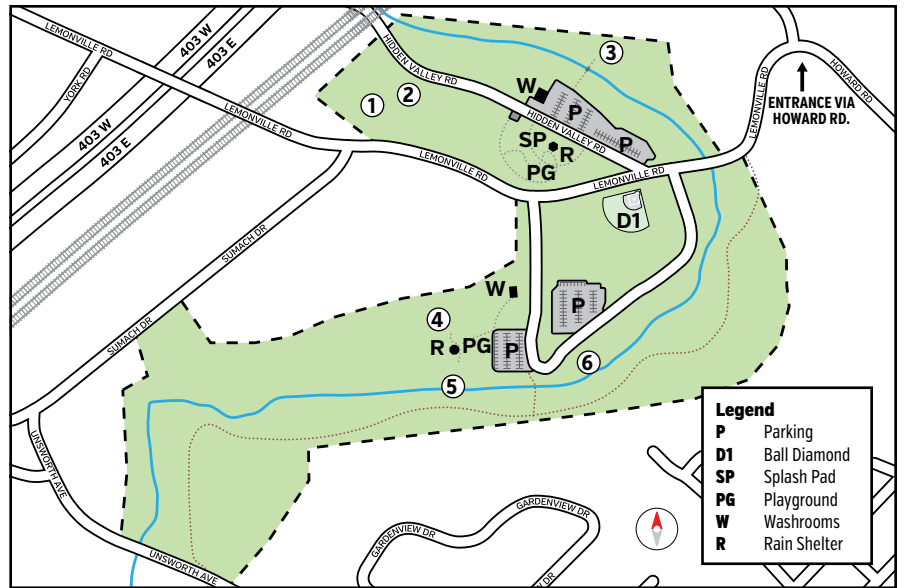 LEMONVILLE RD
403 W
403 E
YORK RD
HIDDEN VALLEY RD
3
LEMONVILLE RD
HOWARD RD
ENTRANCE VIA
HOWARD RD.
1
2
W
P
HIDDEN VALLEY RD
P
SP
R
PG
403 W
403 E
LEMONVILLE RD
LEMONVILLE RD
LEMONVILLE RD
D1
SUMACH DR
W
P
4
R
PG
P
6
5
SUMACH DR
UNSWORTH AVE
UNSWORTH AVE
GARDENVIEW DR
GARDENVIEW DR
DR
Legend
P Parking
D1 Ball Diamond
SP Splash Pad
PG Playground
W Washrooms
R Rain Shelter